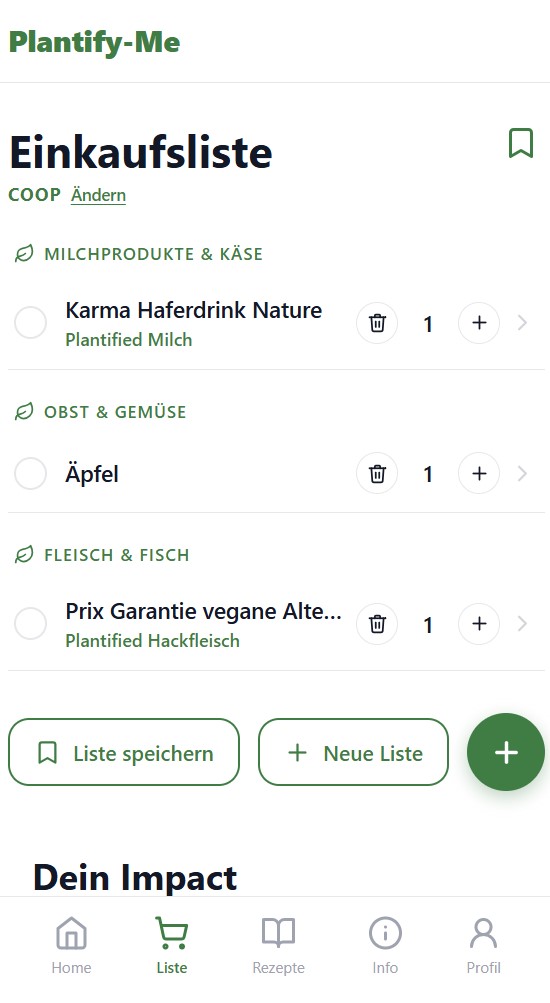 Plantify-Me
Einkaufsliste
COOP Ändern
MILCHPRODUKTE & KÄSE
Karma Haferdrink Nature
Plantified Milch
1
OBST & GEMÜSE
Äpfel
1
FLEISCH & FISCH
Prix Garantie vegane Alte...
Plantified Hackfleisch
1
Liste speichern
Neue Liste
Dein Impact
Home Liste Rezepte Info Profil